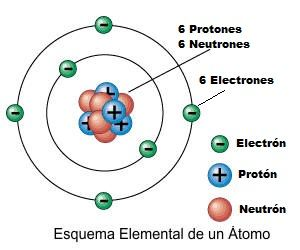 6 Protones
6 Neutrones
6 Electrones
Electrón
Protón
Neutrón
Esquema Elemental de un Átomo